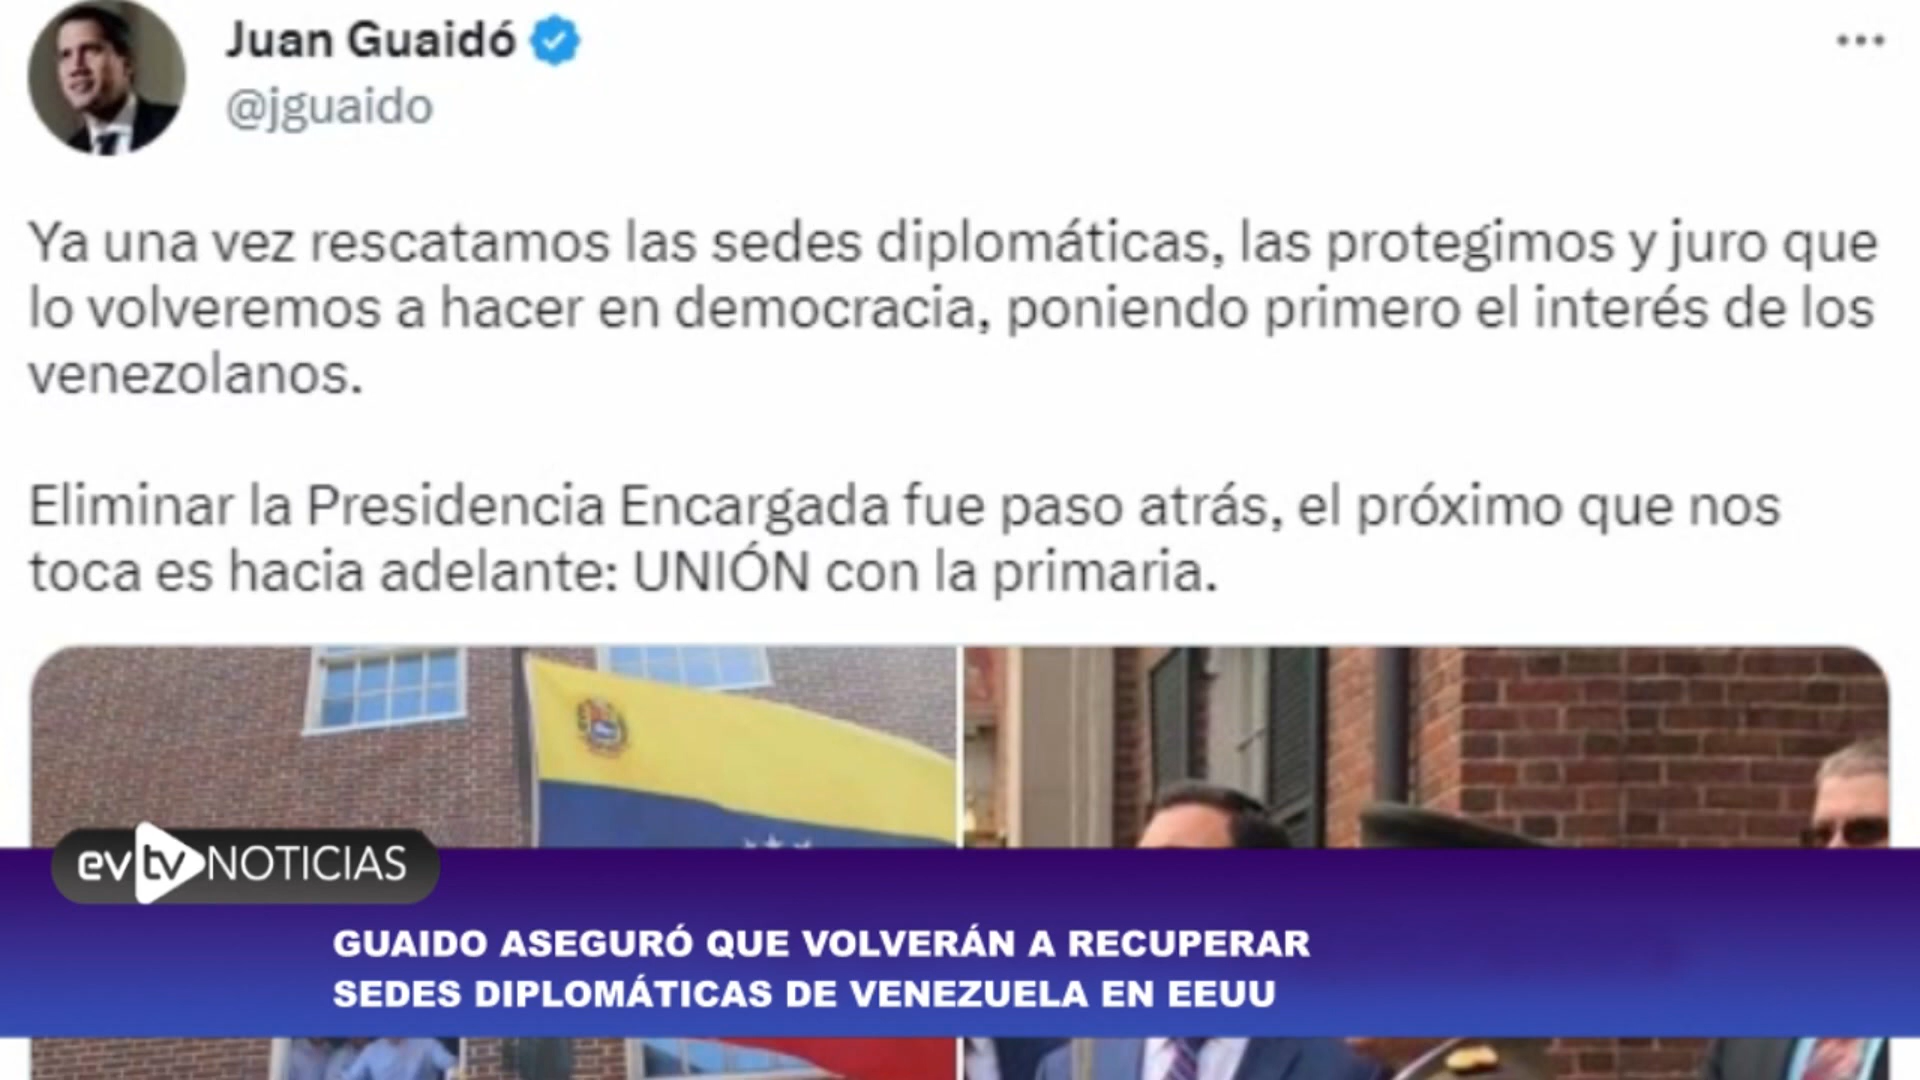 Juan Guaidó
@jguaido
Ya una vez rescatamos las sedes diplomáticas, las protegimos y juro que
lo volveremos a hacer en democracia, poniendo primero el interés de los
venezolanos.
Eliminar la Presidencia Encargada fue paso atrás, el próximo que nos
toca es hacia adelante: UNIÓN con la primaria.
evtv NOTICIAS
GUAIDO ASEGURÓ QUE VOLVERÁN A RECUPERAR
SEDES DIPLOMÁTICAS DE VENEZUELA EN EEUU